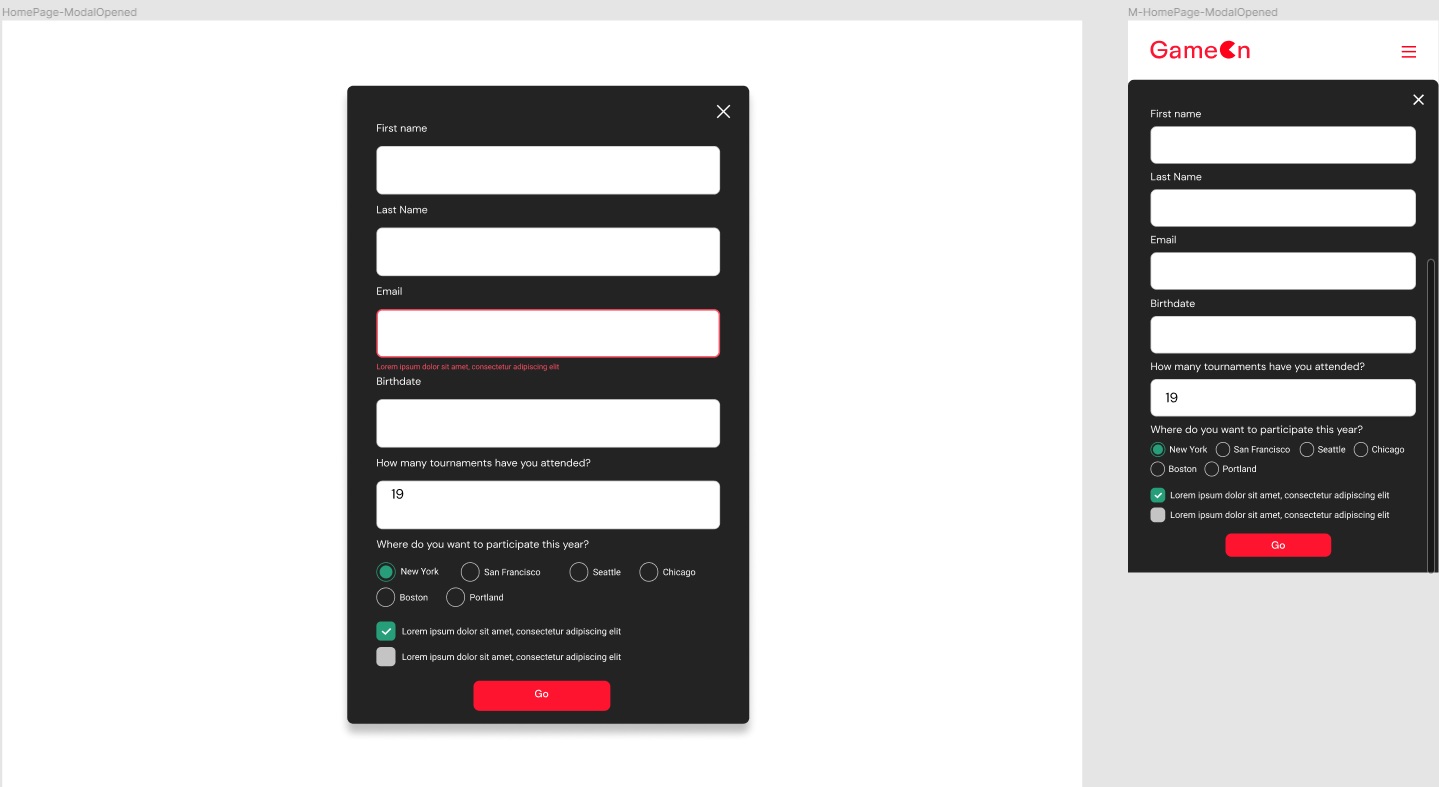 HomePage-ModalOpened
First name
Last Name
Email
Lorem ipsum dolor sit amet, consectetur adipiscing elit
Birthdate
How many tournaments have you attended?
19
Where do you want to participate this year?
New York San Francisco Seattle Chicago
Boston Portland
Lorem ipsum dolor sit amet, consectetur adipiscing elit
Lorem ipsum dolor sit amet, consectetur adipiscing elit
Go
M-HomePage-ModalOpened
GameOn
First name
Last Name
Email
Birthdate
How many tournaments have you attended?
19
Where do you want to participate this year?
New York San Francisco Seattle Chicago
Boston Portland
Lorem ipsum dolor sit amet, consectetur adipiscing elit
Lorem ipsum dolor sit amet, consectetur adipiscing elit
Go